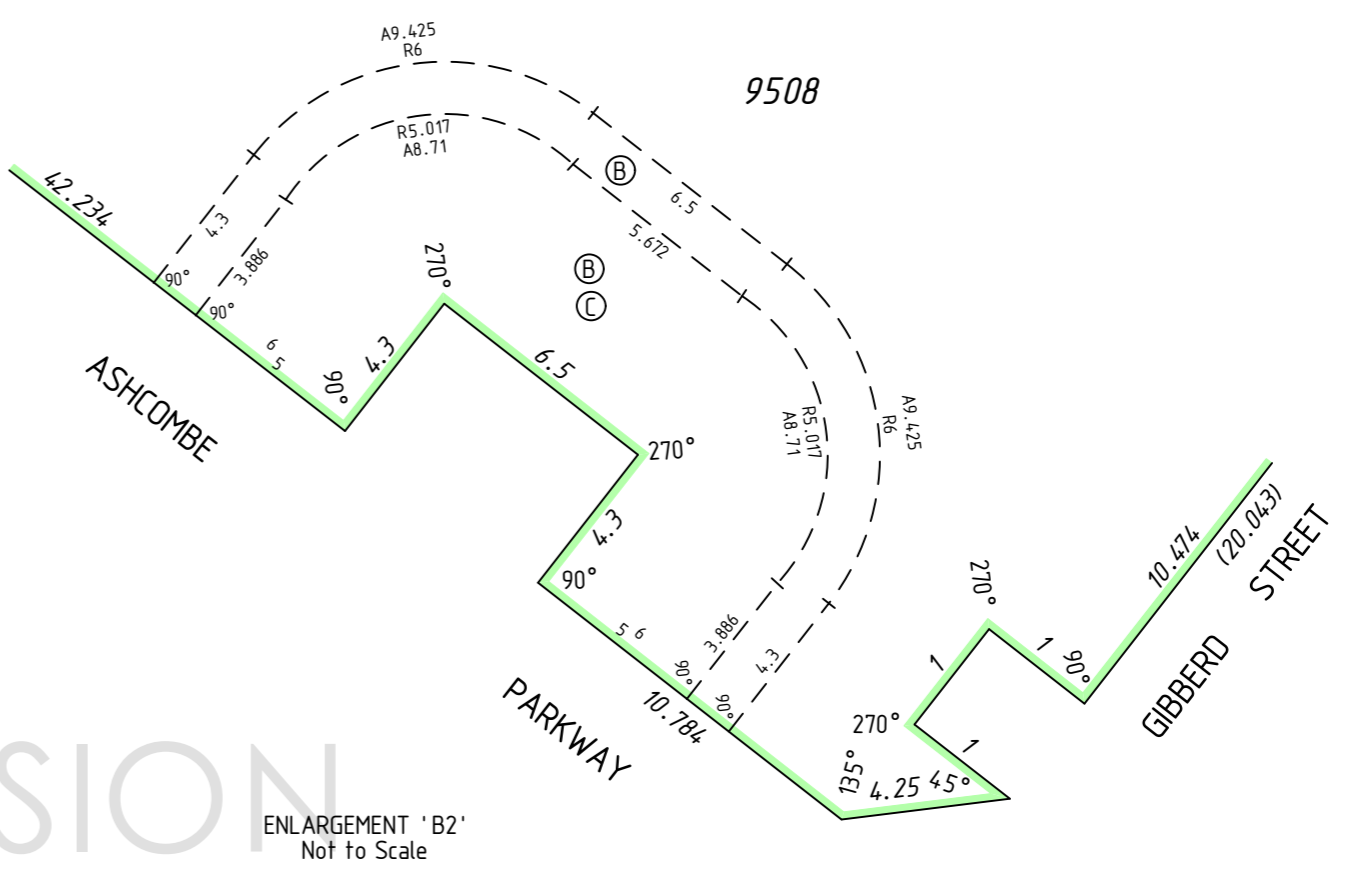 A9.425
R6
9508
R5.017
A8.71
B
6.5
42.234
4.3
5.672
3.886
270°
B
C
90°
90°
6
5
4.3
6.5
90°
ASHCOMBE
A9.425
R6
R5.017
A8.71
270°
4.3
90°
10.474
(20.043)
STREET
GIBBERD
270°
1
1
90°
5 6
3.886
4.3
90°
90°
10.784
PARKWAY
270°
1
135°
4.25
45°
SION
ENLARGEMENT 'B2'
Not to Scale